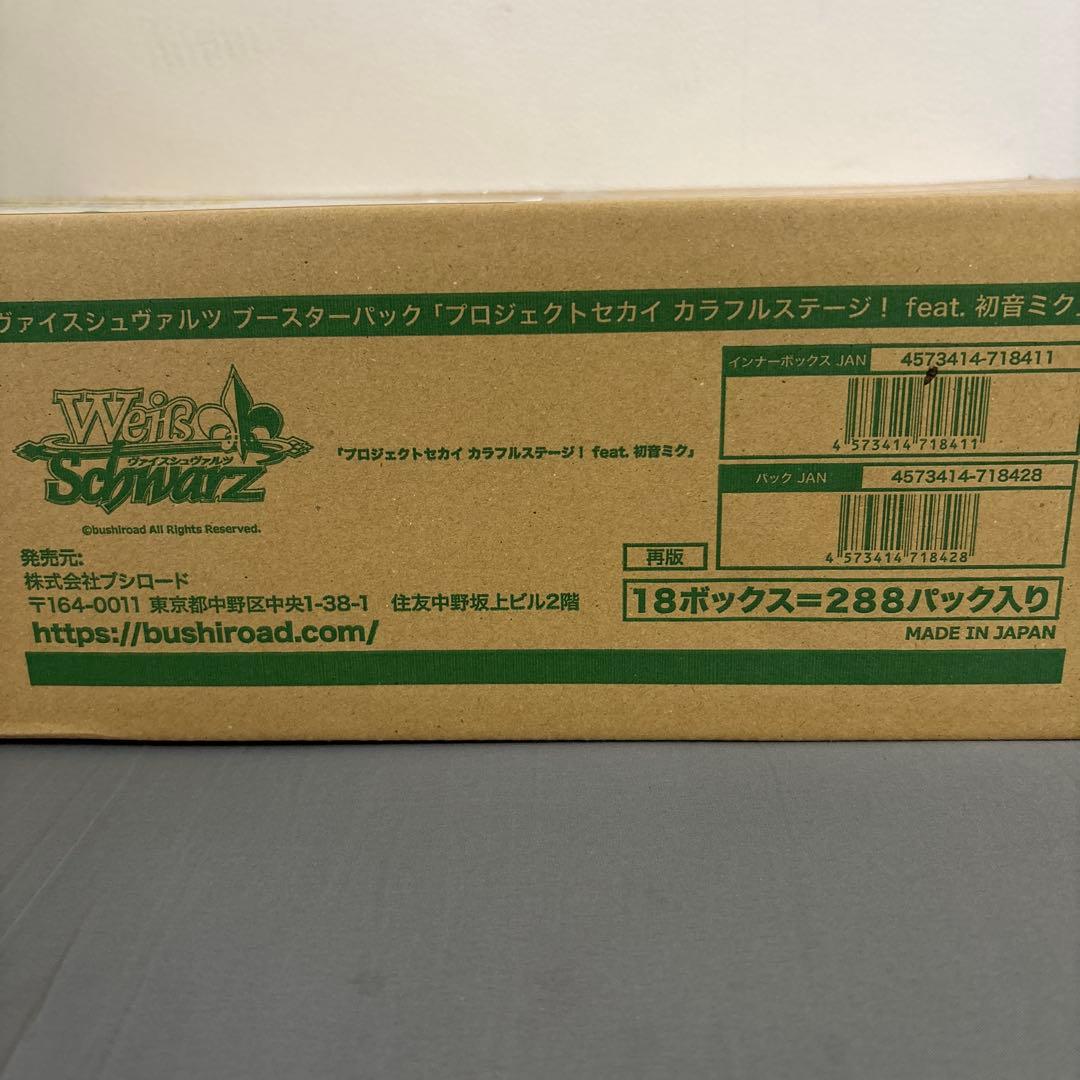 ヴァイスシュヴァルツ ブースターパック「プロジェクトセカイ カラフルステージ！ feat. 初音ミク」
インナーボックス JAN 4573414-718411
4 573414 718411
Weiß
ヴァイスシュヴァルツ
Schwarz
「プロジェクトセカイ カラフルステージ！ feat. 初音ミク」
パック JAN 4573414-718428
4 573414 718428
©bushiroad All Rights Reserved.
発売元:
株式会社ブシロード
〒164-0011 東京都中野区中央1-38-1 住友中野坂上ビル2階
https://bushiroad.com/
再版
18ボックス=288パック入り
MADE IN JAPAN